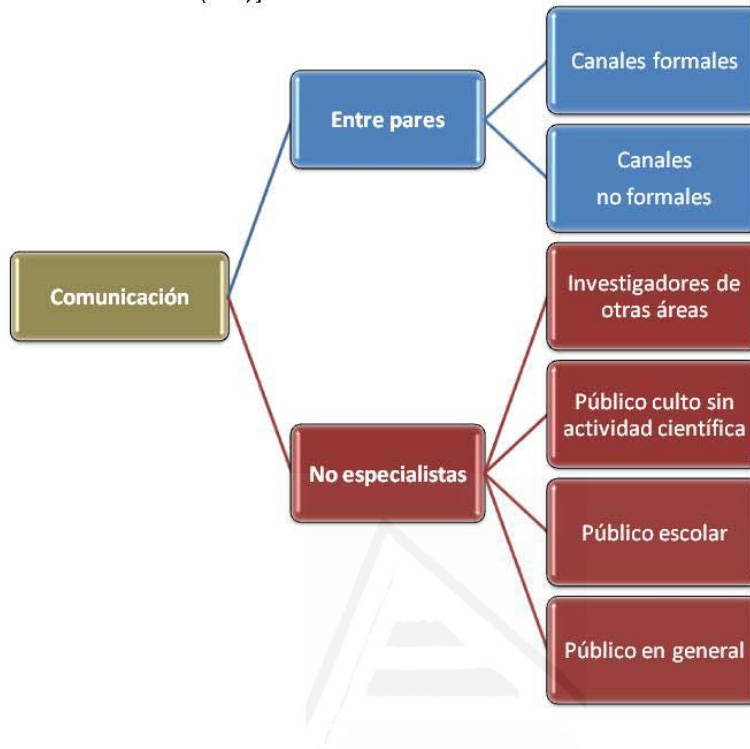 Canales formales
Entre pares
Canales
no formales
Comunicación
Investigadores de
otras áreas
Público culto sin
actividad científica
No especialistas
Público escolar
Público en general